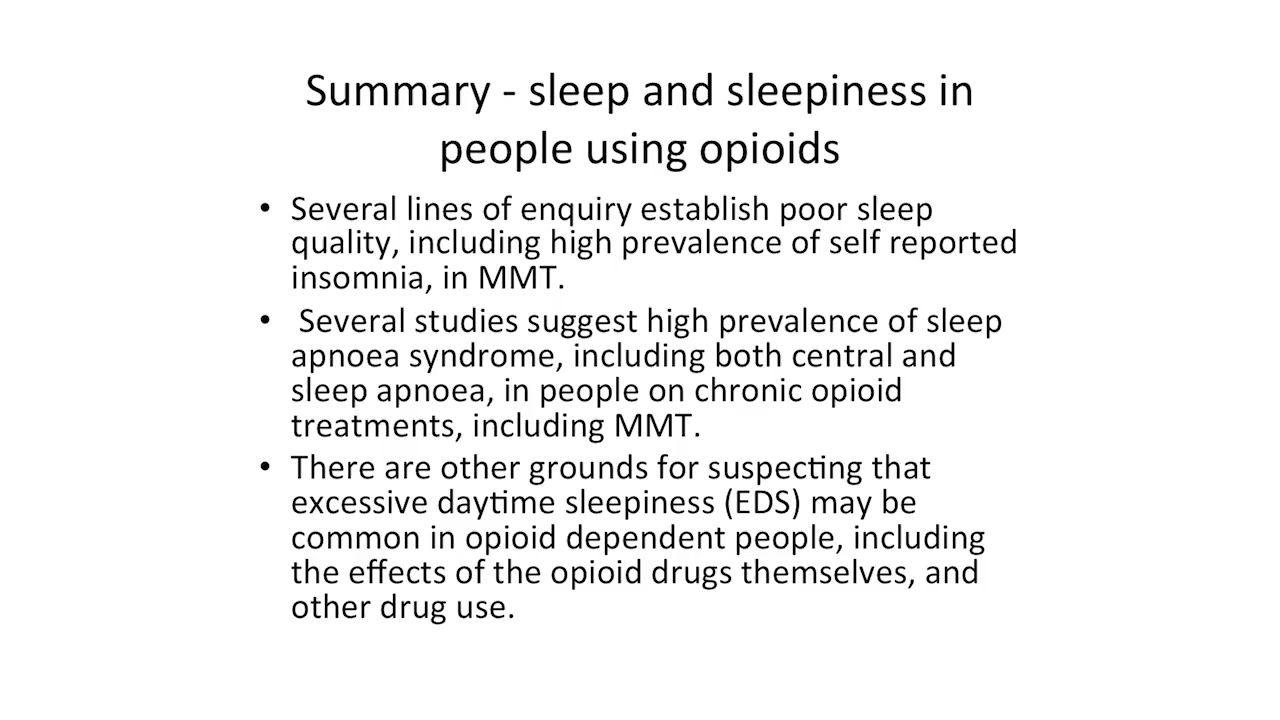 Summary - sleep and sleepiness in
people using opioids
• Several lines of enquiry establish poor sleep
quality, including high prevalence of self reported
insomnia, in MMT.
• Several studies suggest high prevalence of sleep
apnoea syndrome, including both central and
sleep apnoea, in people on chronic opioid
treatments, including MMT.
• There are other grounds for suspecting that
excessive daytime sleepiness (EDS) may be
common in opioid dependent people, including
the effects of the opioid drugs themselves, and
other drug use.